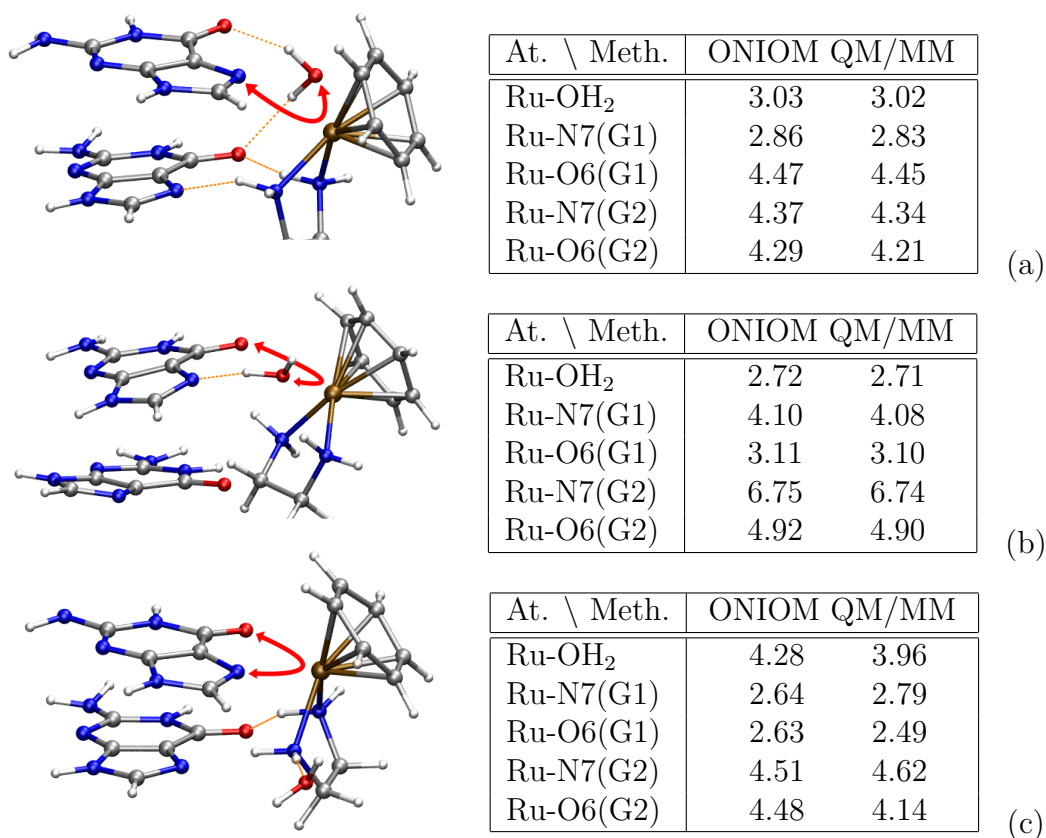 At. \ Meth. ONIOM QM/MM
Ru-OH₂ 3.03 3.02
Ru-N7(G1) 2.86 2.83
Ru-O6(G1) 4.47 4.45
Ru-N7(G2) 4.37 4.34
Ru-O6(G2) 4.29 4.21
(a)
At. \ Meth. ONIOM QM/MM
Ru-OH₂ 2.72 2.71
Ru-N7(G1) 4.10 4.08
Ru-O6(G1) 3.11 3.10
Ru-N7(G2) 6.75 6.74
Ru-O6(G2) 4.92 4.90
(b)
At. \ Meth. ONIOM QM/MM
Ru-OH₂ 4.28 3.96
Ru-N7(G1) 2.64 2.79
Ru-O6(G1) 2.63 2.49
Ru-N7(G2) 4.51 4.62
Ru-O6(G2) 4.48 4.14
(c)